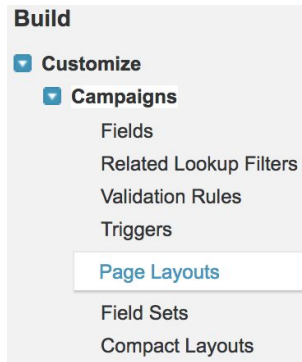 Build
Customize
Campaigns
Fields
Related Lookup Filters
Validation Rules
Triggers
Page Layouts
Field Sets
Compact Layouts